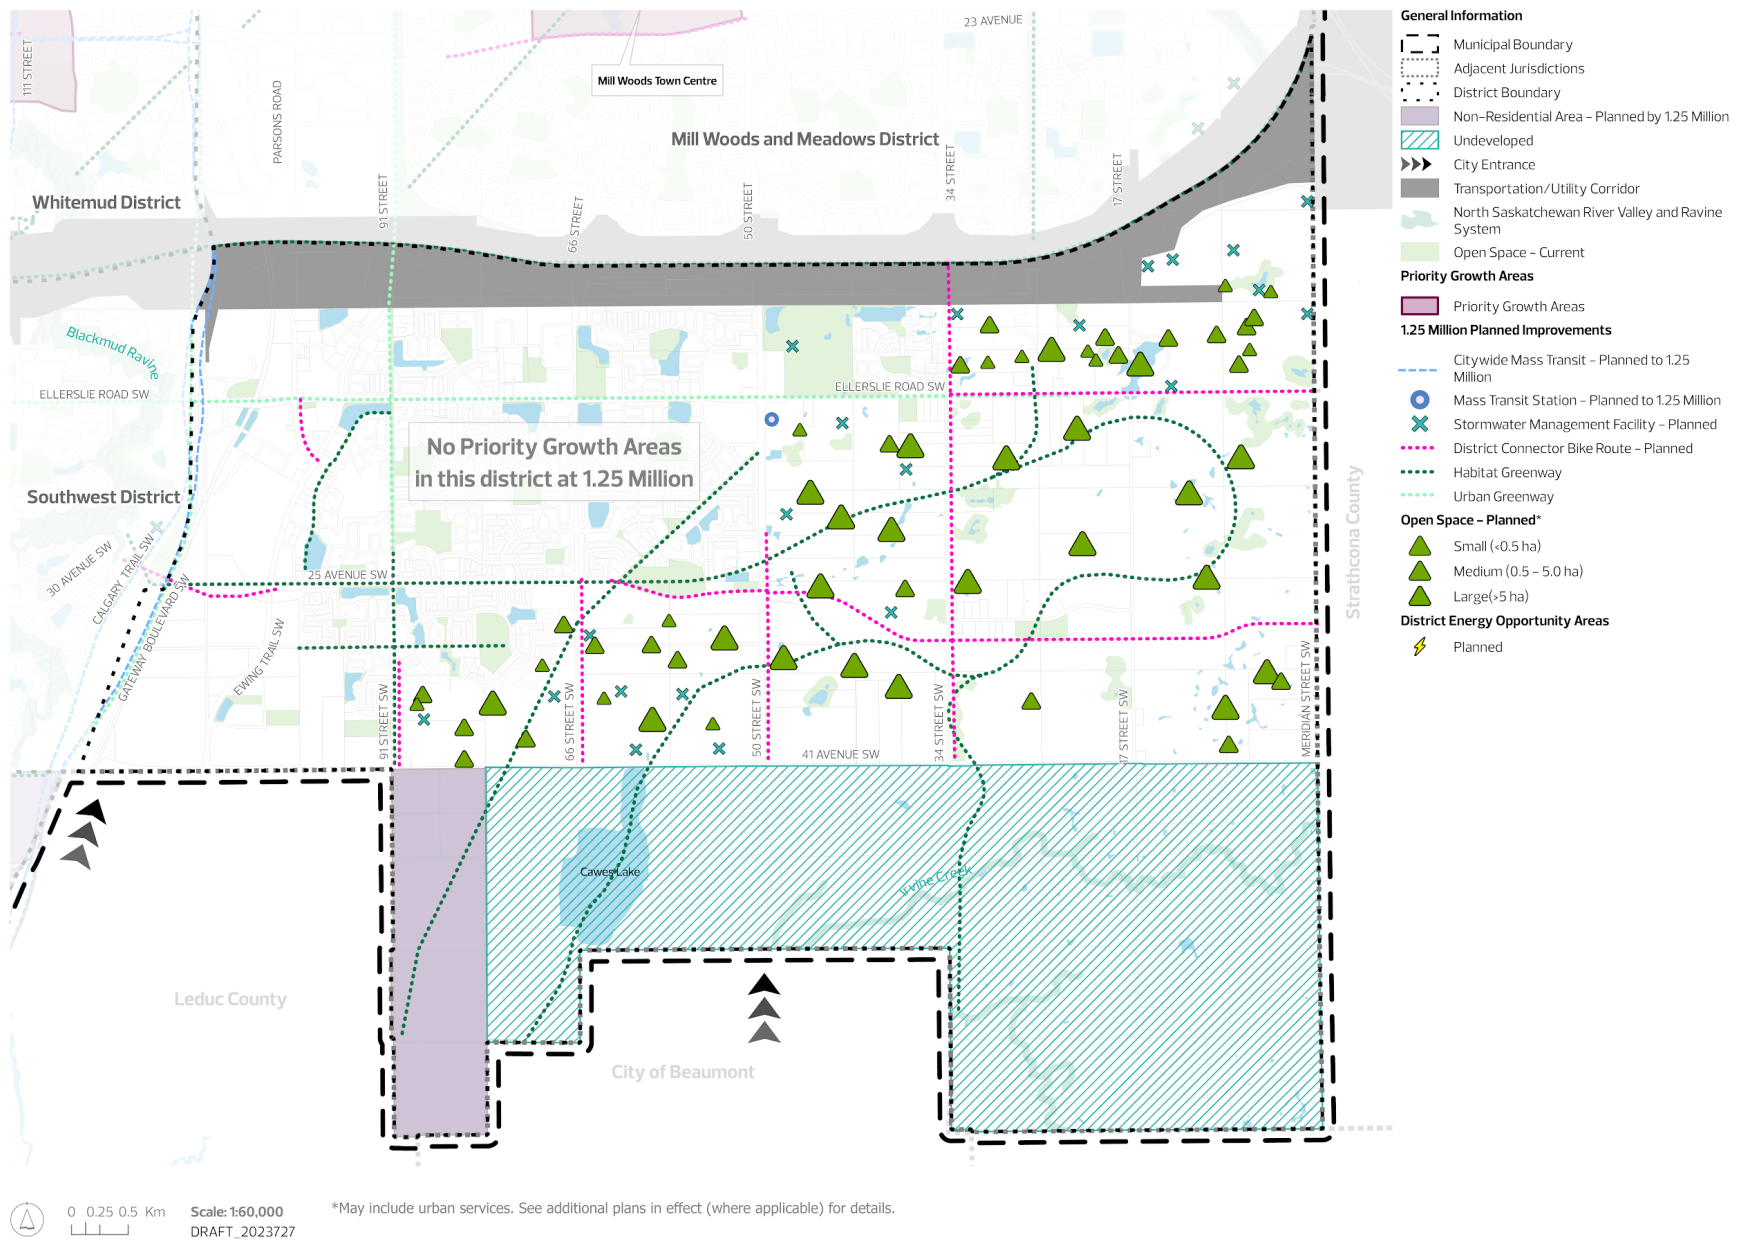 General Information
Municipal Boundary
Adjacent Jurisdictions
District Boundary
Non-Residential Area - Planned by 1.25 Million
Undeveloped
City Entrance
Transportation/Utility Corridor
North Saskatchewan River Valley and Ravine
System
Open Space - Current
Priority Growth Areas
Priority Growth Areas
1.25 Million Planned Improvements
Citywide Mass Transit - Planned to 1.25
Million
Mass Transit Station - Planned to 1.25 Million
Stormwater Management Facility - Planned
District Connector Bike Route - Planned
Habitat Greenway
Urban Greenway
Open Space - Planned*
Small (<0.5 ha)
Medium (0.5 - 5.0 ha)
Large(>5 ha)
District Energy Opportunity Areas
Planned
111 STREET
23 AVENUE
Mill Woods Town Centre
PARSONS ROAD
Mill Woods and Meadows District
34 STREET
17 STREET
Whitemud District
91 STREET
66 STREET
50 STREET
Blackmud Ravine
ELLERSLIE ROAD SW
ELLERSLIE ROAD SW
No Priority Growth Areas
in this district at 1.25 Million
Southwest District
30 AVENUE SW
CALGARY TRAIL SW
GATEWAY BOULEVARD SW
25 AVENUE SW
EWING TRAIL SW
Strathcona County
91 STREET SW
66 STREET SW
50 STREET SW
41 AVENUE SW
34 STREET SW
17 STREET SW
MERIDIAN STREET SW
Cawes Lake
Irvine Creek
Leduc County
City of Beaumont
0 0.25 0.5 Km
Scale: 1:60,000
DRAFT_2023727
*May include urban services. See additional plans in effect (where applicable) for details.